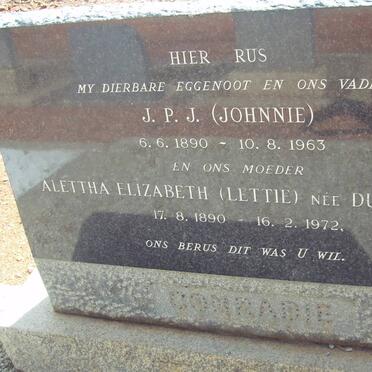 HIER RUS
MY DIERBARE EGGENOOT EN ONS VAD
J. P. J. (JOHNNIE)
6. 6. 1890 ~ 10. 8. 1963
EN ONS MOEDER
ALETTHA ELIZABETH (LETTIE) NÉE DU
17. 8. 1890 ~ 16. 2. 1972.
ONS BERUS DIT WAS U WIL.
CONRADIE